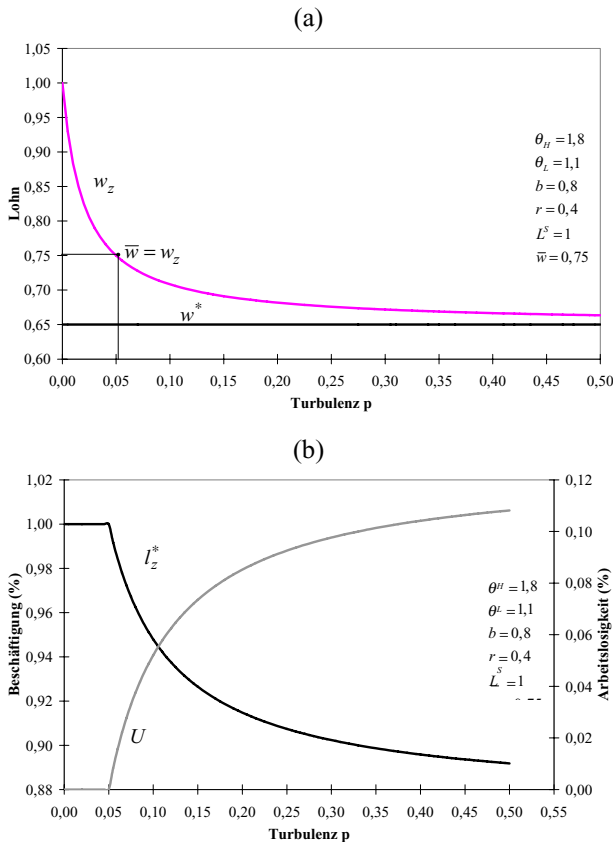 (a)
1,05
1,00
0,95
0,90
0,85
0,80
0,75
0,70
0,65
0,60
Lohn
w_z
w̅ = w_z
w*
θ_H = 1,8
θ_L = 1,1
b = 0,8
r = 0,4
L^S = 1
w̅ = 0,75
0,00 0,05 0,10 0,15 0,20 0,25 0,30 0,35 0,40 0,45 0,50
Turbulenz p
(b)
1,02
1,00
0,98
0,96
0,94
0,92
0,90
0,88
Beschäftigung (%)
l_z^*
U
θ^H = 1,8
θ^L = 1,1
b = 0,8
r = 0,4
L^S = 1
0,12
0,10
0,08
0,06
0,04
0,02
0,00
Arbeitslosigkeit (%)
0,00 0,05 0,10 0,15 0,20 0,25 0,30 0,35 0,40 0,45 0,50 0,55
Turbulenz p